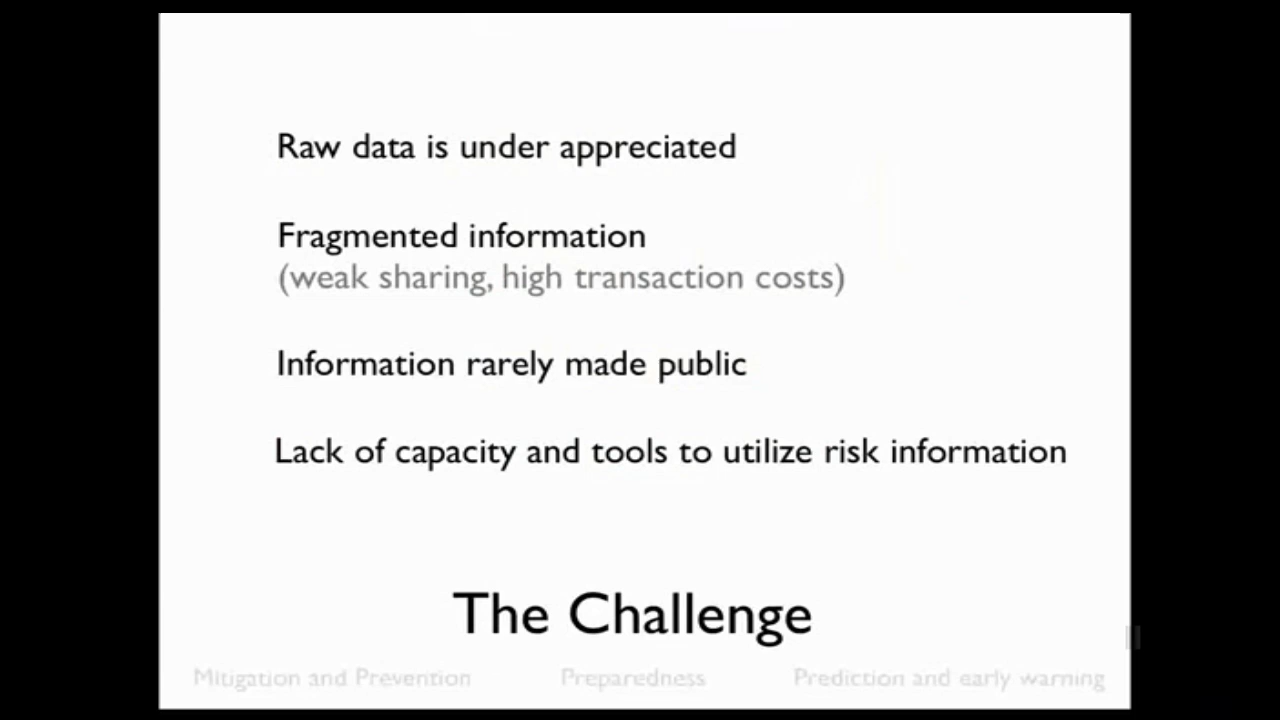 Raw data is under appreciated
Fragmented information
(weak sharing, high transaction costs)
Information rarely made public
Lack of capacity and tools to utilize risk information
The Challenge
Mitigation and Prevention Preparedness Prediction and early warning